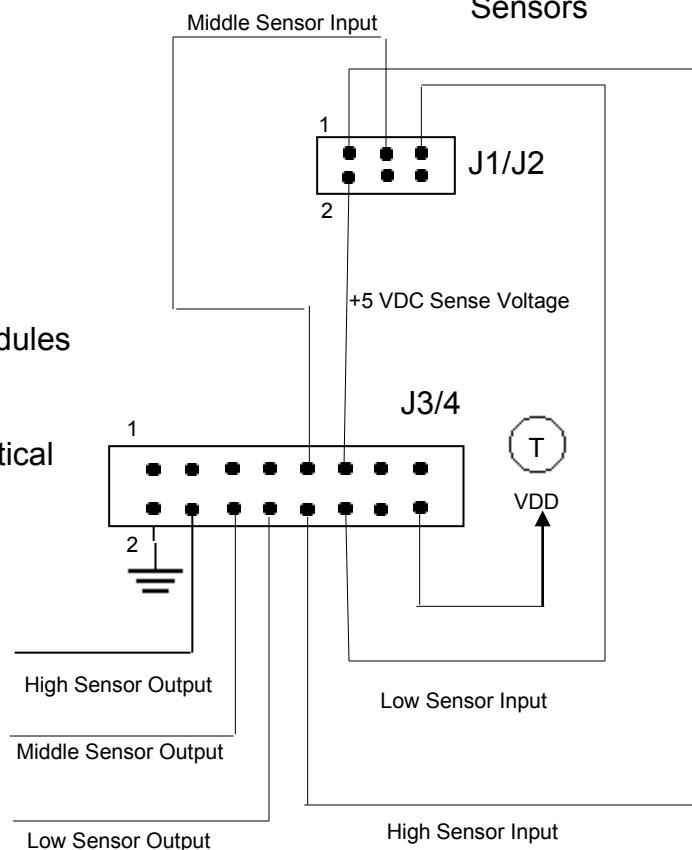 Sensors
Middle Sensor Input
1
J1/J2
2
+5 VDC Sense Voltage
dules
J3/4
1
tical
T
VDD
2
High Sensor Output
Low Sensor Input
Middle Sensor Output
High Sensor Input
Low Sensor Output